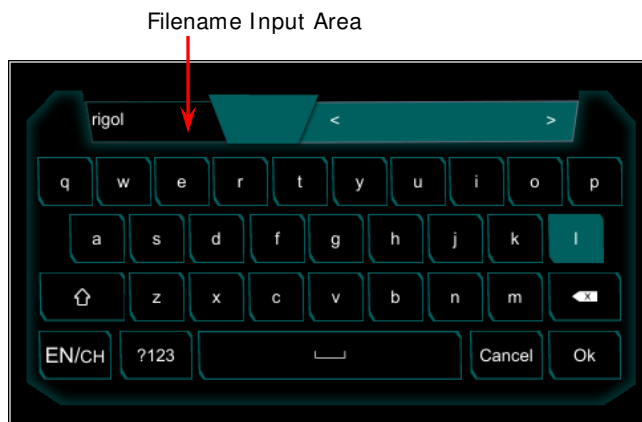 Filename Input Area
rigol < >
q w e r t y u i o p
a s d f g h j k l
z x c v b n m x
EN/CH ?123 Cancel Ok